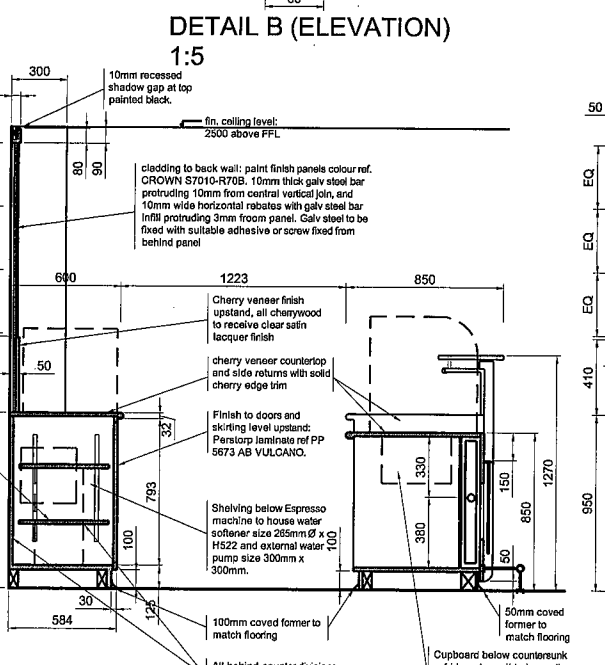 DETAIL B (ELEVATION)
1:5
300
10mm recessed
shadow gap at top
painted black.
fin. ceiling level:
2500 above FFL
50
80
90
cladding to back wall: paint finish panels colour ref.
CROWN S7010-R70B. 10mm thick galv steel bar
protruding 10mm from central vertical join, and
10mm wide horizontal rebates with galv steel bar
infill protruding 3mm froom panel. Galv steel to be
fixed with suitable adhesive or screw fixed from
behind panel
EQ
EQ
EQ
600
1223
850
Cherry veneer finish
upstand, all cherrywood
to receive clear satin
lacquer finish
50
cherry veneer countertop
and side returns with solid
cherry edge trim
410
32
Finish to doors and
skirting level upstand:
Perstorp laminate ref PP
5673 AB VULCANO.
793
330
150
1270
850
950
Shelving below Espresso
machine to house water
softener size 265mm Ø x
H522 and external water
pump size 300mm x
300mm.
380
100
100
50
30
125
584
100mm coved former to
match flooring
50mm coved
former to
match flooring
Cupboard below countersunk